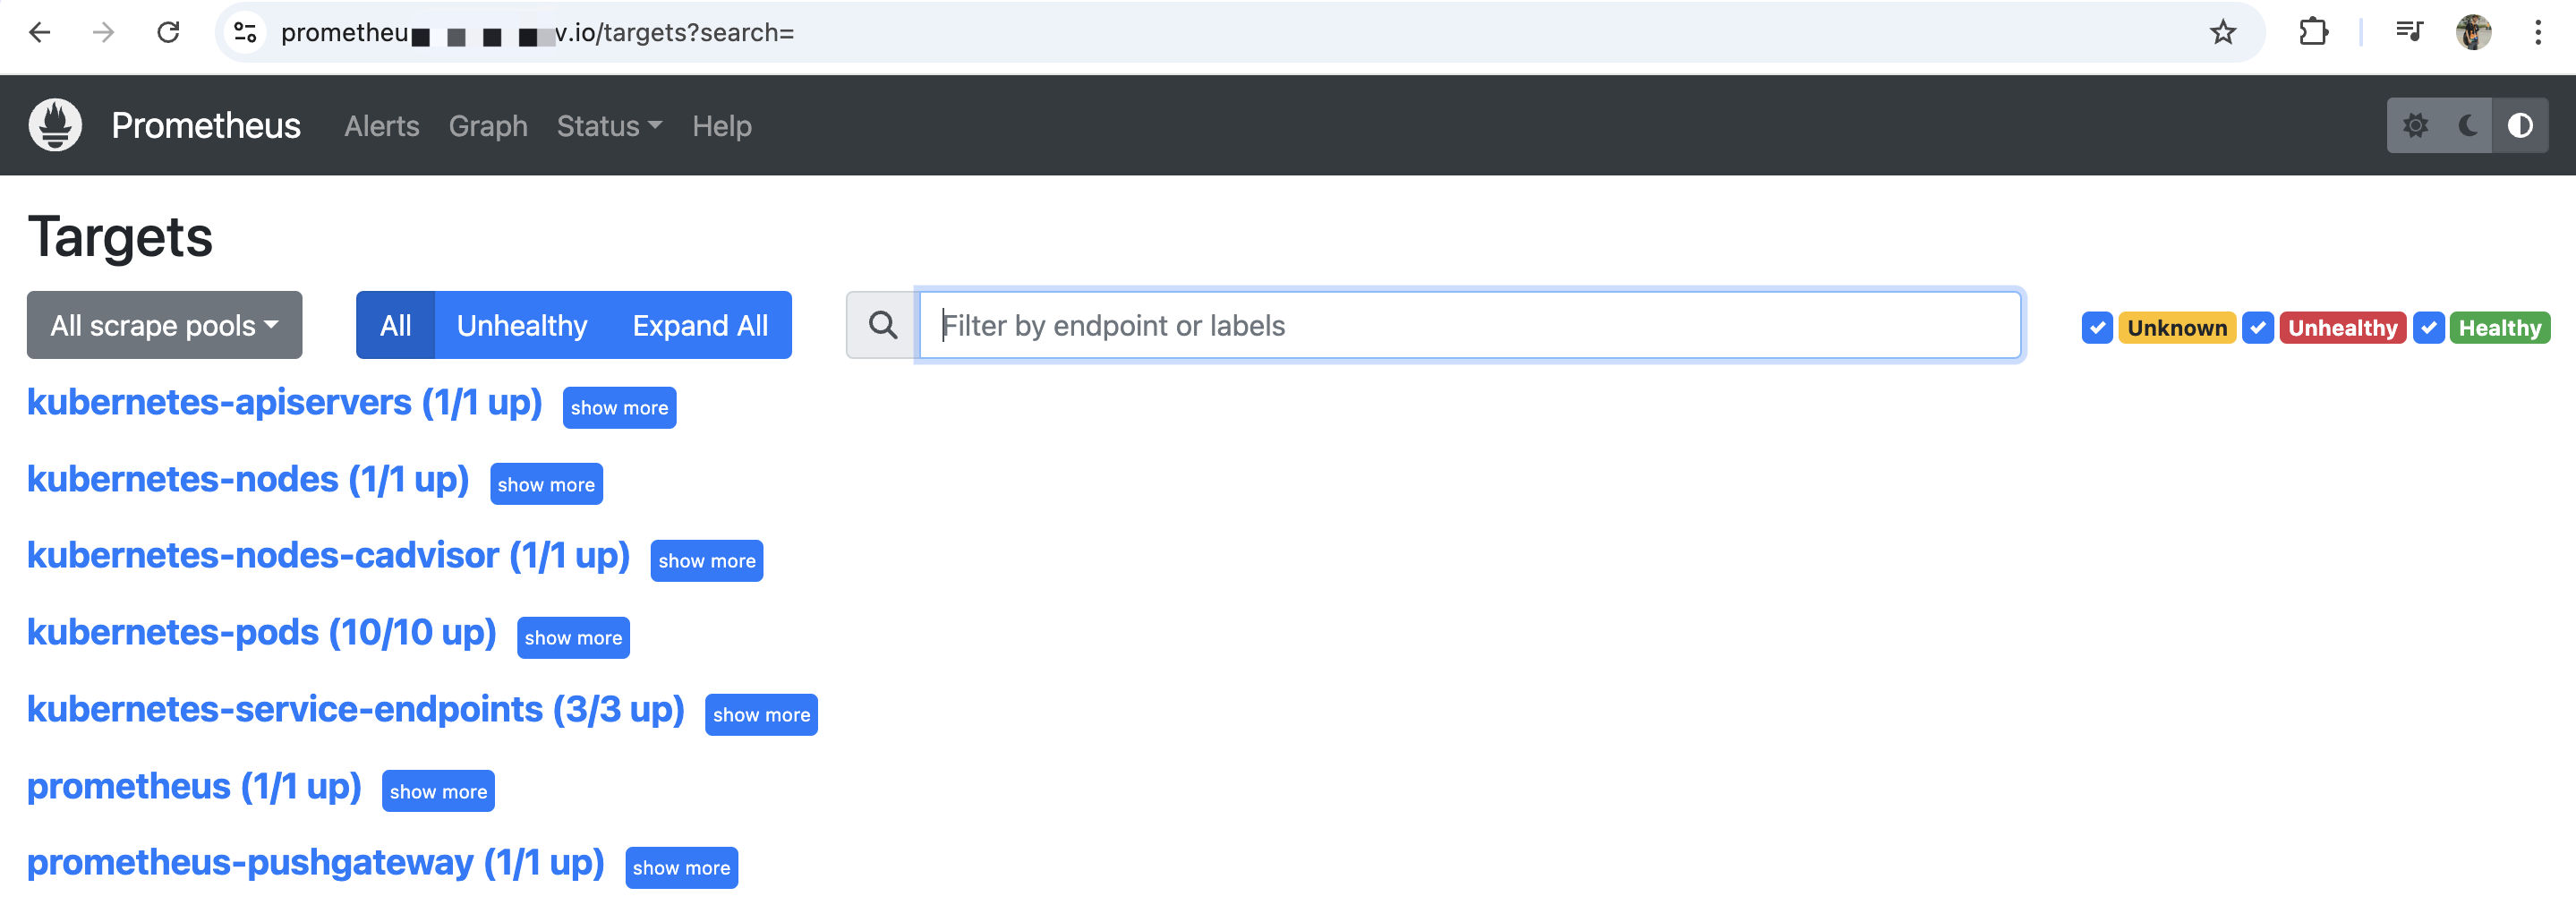 prometheu v.io/targets?search=
Prometheus Alerts Graph Status Help
Targets
All scrape pools All Unhealthy Expand All Filter by endpoint or labels Unknown Unhealthy Healthy
kubernetes-apiservers (1/1 up) show more
kubernetes-nodes (1/1 up) show more
kubernetes-nodes-cadvisor (1/1 up) show more
kubernetes-pods (10/10 up) show more
kubernetes-service-endpoints (3/3 up) show more
prometheus (1/1 up) show more
prometheus-pushgateway (1/1 up) show more